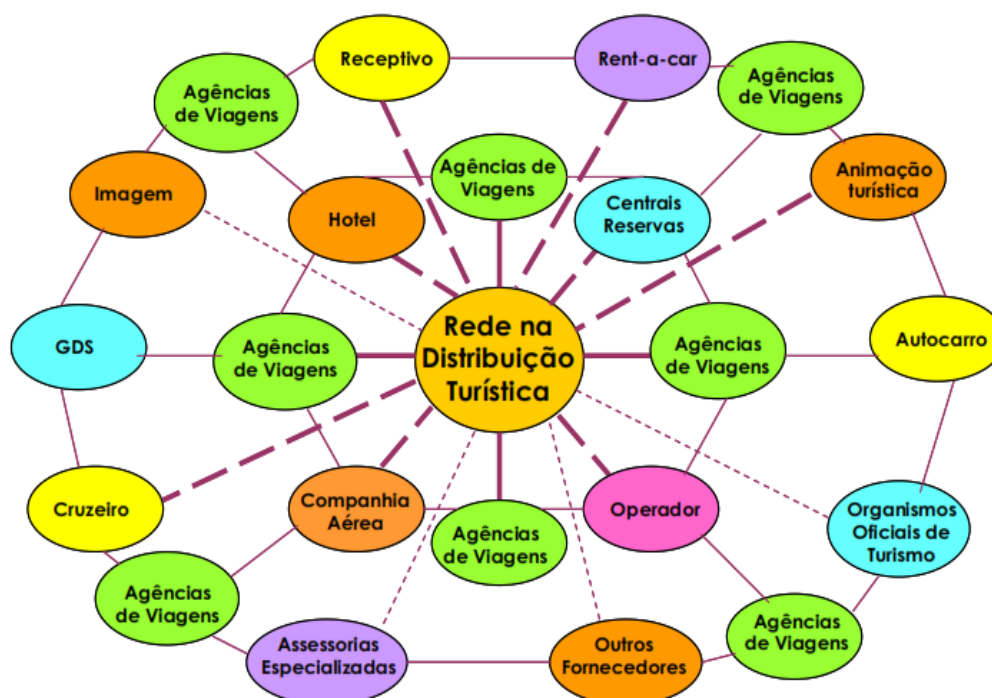 Receptivo
Rent-a-car
Agências
de Viagens
Agências
de Viagens
Imagem
Hotel
Agências de
Viagens
Centrais
Reservas
Animação
turística
GDS
Agências
de Viagens
Rede na
Distribuição
Turística
Agências
de Viagens
Autocarro
Cruzeiro
Companhia
Aérea
Agências
de Viagens
Operador
Organismos
Oficiais de
Turismo
Agências
de Viagens
Assessorias
Especializadas
Outros
Fornecedores
Agências
de Viagens